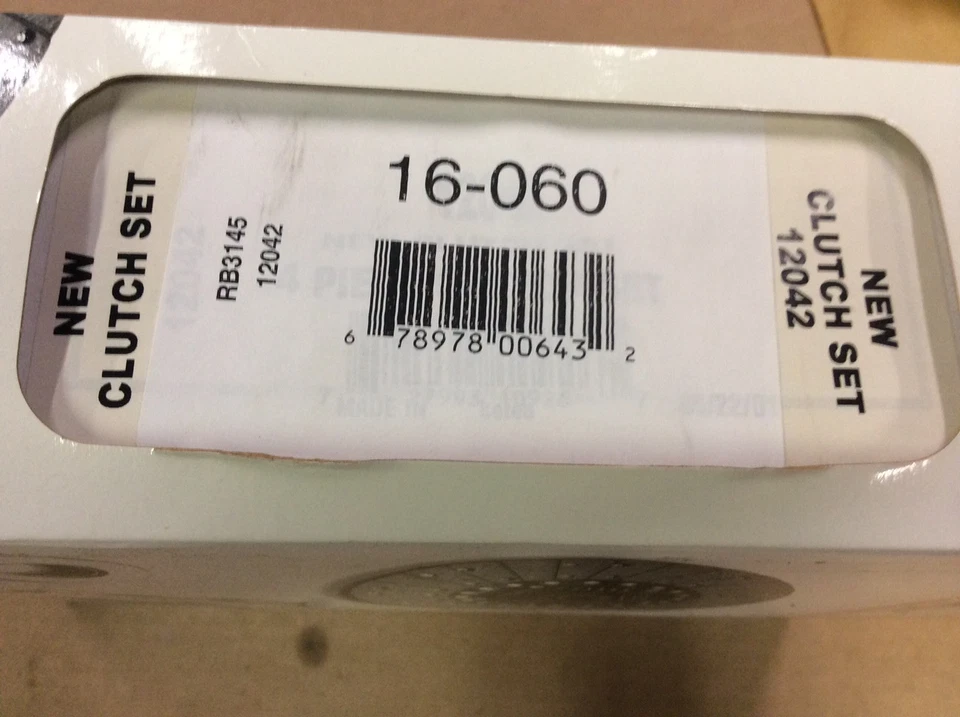 NEW
CLUTCH SET
RB3145
12042
16-060
6 78978 00643 2
NEW
CLUTCH SET
12042